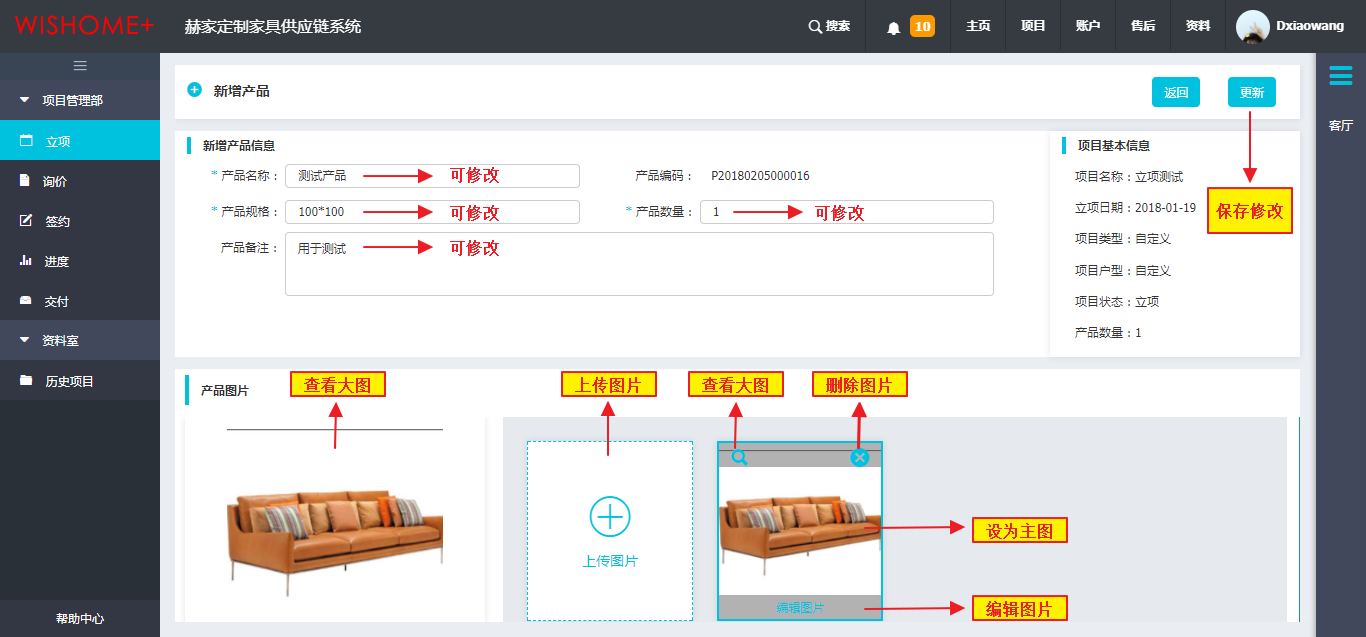 WISHOME+
赫家定制家具供应链系统
搜索
10
主页
项目
账户
售后
资料
Dxiaowang
项目管理部
立项
询价
签约
进度
交付
资料室
历史项目
帮助中心
新增产品
返回
更新
客厅
新增产品信息
* 产品名称： 测试产品 可修改
产品编码： P20180205000016
* 产品规格： 100*100 可修改
* 产品数量： 1 可修改
产品备注： 用于测试 可修改
项目基本信息
项目名称：立项测试
立项日期：2018-01-19
项目类型：自定义
项目户型：自定义
项目状态：立项
产品数量：1
保存修改
产品图片
查看大图
上传图片
查看大图
删除图片
上传图片
设为主图
编辑图片
编辑图片